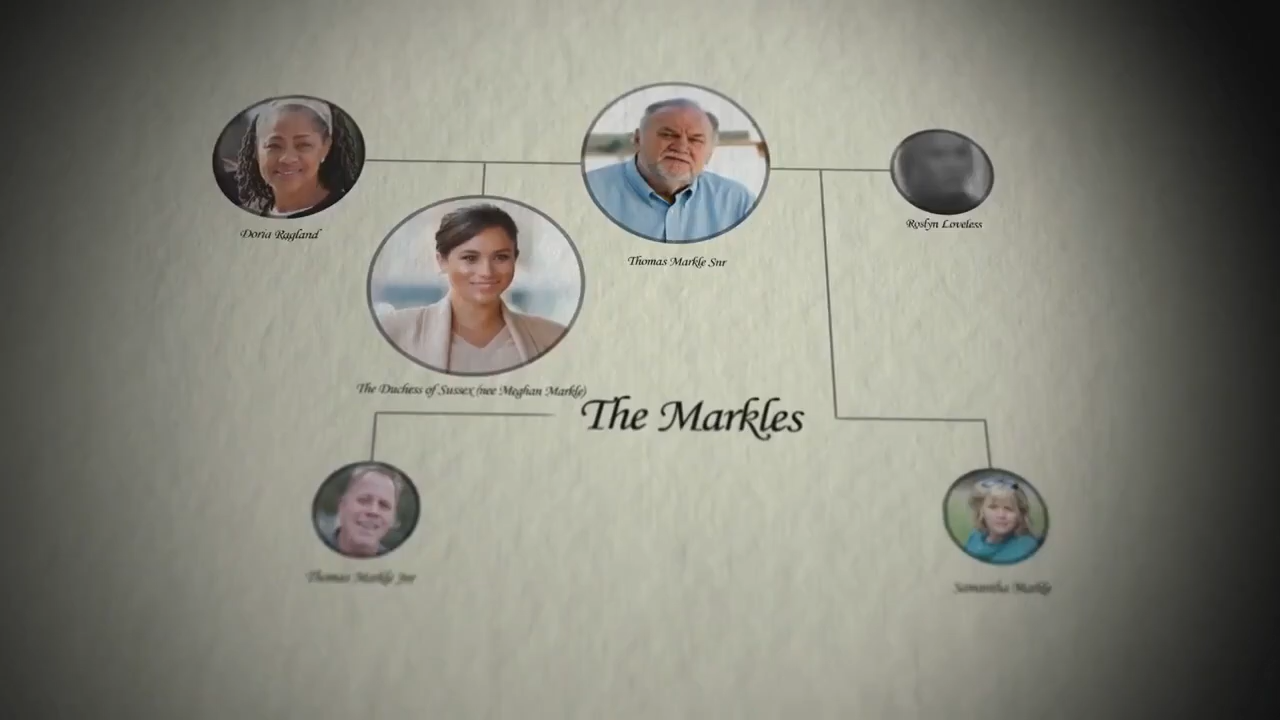 Doria Ragland
Roslyn Loveless
Thomas Markle Snr
The Duchess of Sussex (nee Meghan Markle)
The Markles
Thomas Markle Jnr
Samantha Markle